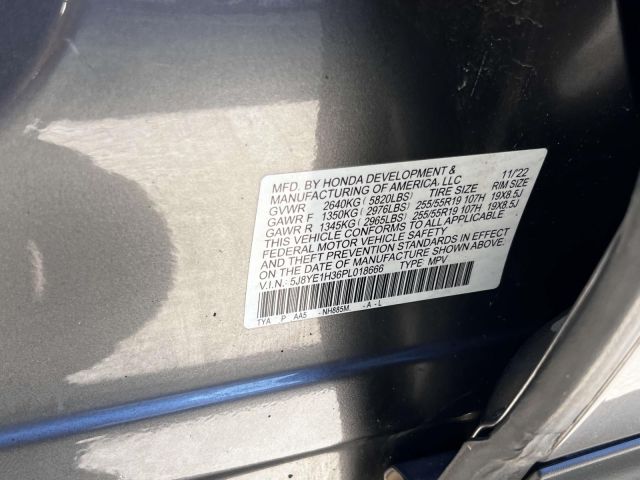 MFD. BY HONDA DEVELOPMENT & 11/22
MANUFACTURING OF AMERICA, LLC TIRE SIZE RIM SIZE
GVWR 2640KG ( 5820LBS)
GAWR F 1350KG ( 2976LBS) 255/55R19 107H 19X8.5J
GAWR R 1345KG ( 2965LBS) 255/55R19 107H 19X8.5J
THIS VEHICLE CONFORMS TO ALL APPLICABLE
FEDERAL MOTOR VEHICLE SAFETY
AND THEFT PREVENTION STANDARDS IN EFFECT
ON THE DATE OF MANUFACTURE SHOWN ABOVE.
V.I.N.: 5J8YE1H36PL018666 TYPE: MPV
TYA P AA5 -NH885M. -A-L